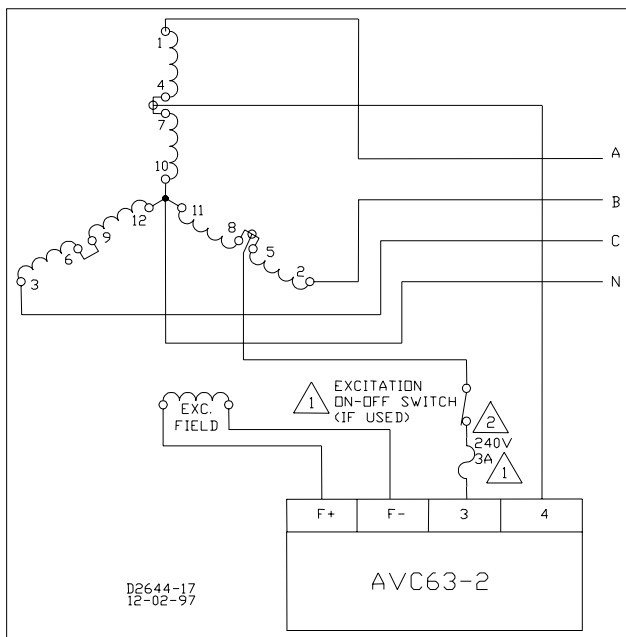 1
4
7
10
A
B
12
11
8
C
9
5
6
2
3
N
1
EXCITATION
ON-OFF SWITCH
(IF USED)
EXC.
FIELD
2
240V
3A
1
F+
F-
3
4
AVC63-2
D2644-17
12-02-97